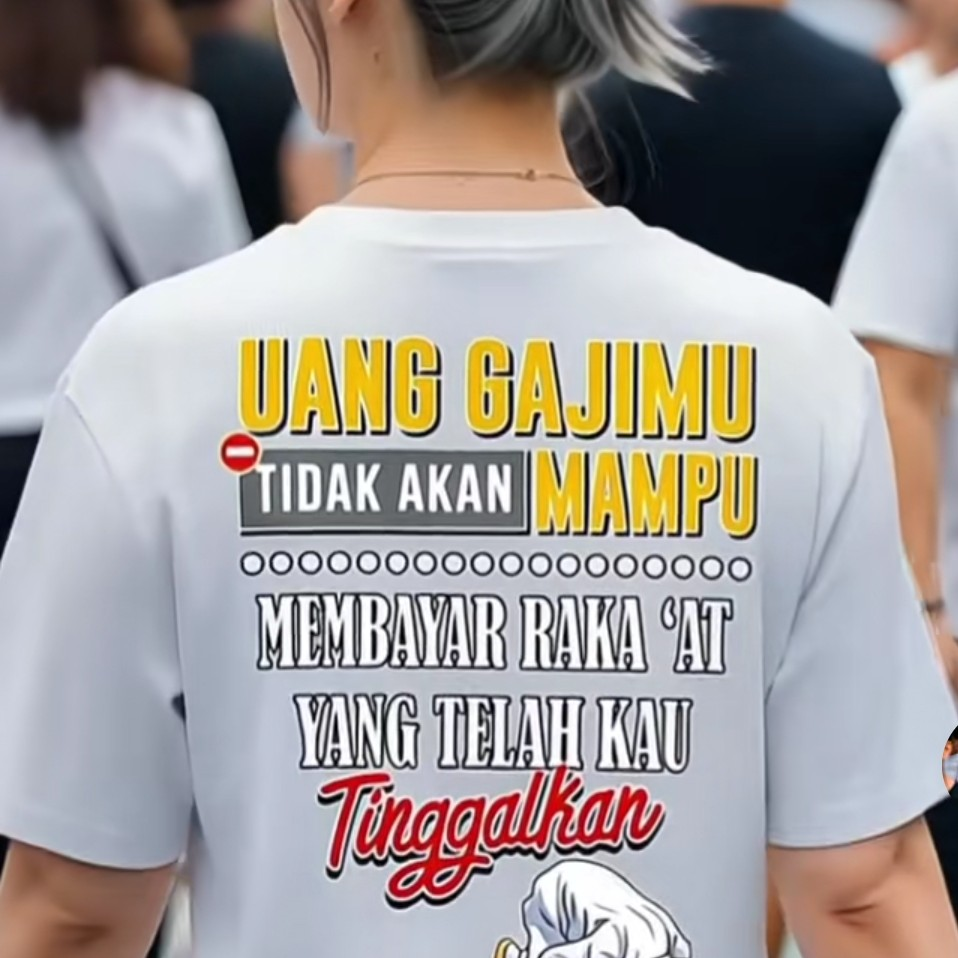 UANG GAJIMU
TIDAK AKAN MAMPU
MEMBAYAR RAKA ‘AT
YANG TELAH KAU
Tinggalkan